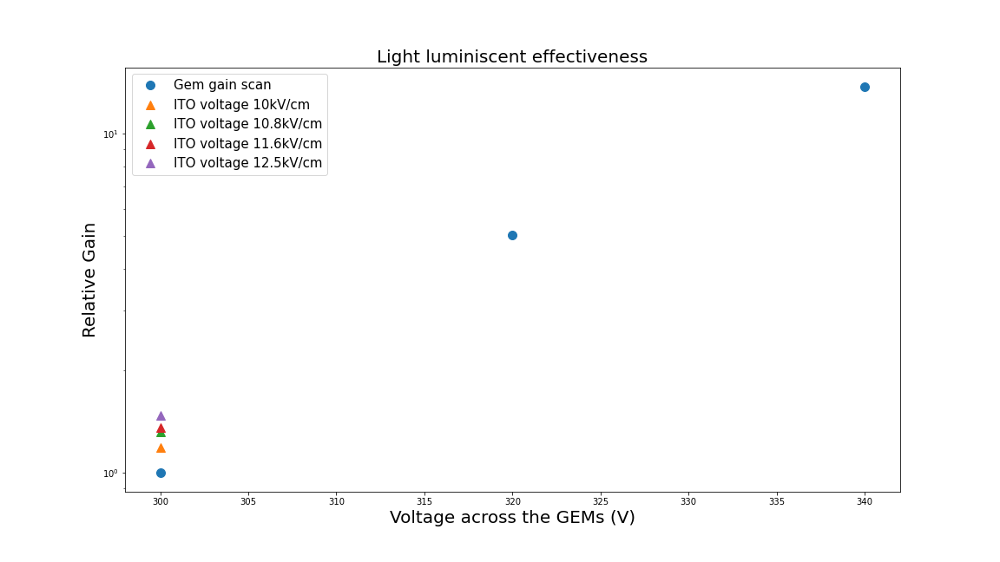 Light luminiscent effectiveness
Gem gain scan
ITO voltage 10kV/cm
ITO voltage 10.8kV/cm
ITO voltage 11.6kV/cm
ITO voltage 12.5kV/cm
Relative Gain
10¹
10⁰
300 305 310 315 320 325 330 335 340
Voltage across the GEMs (V)